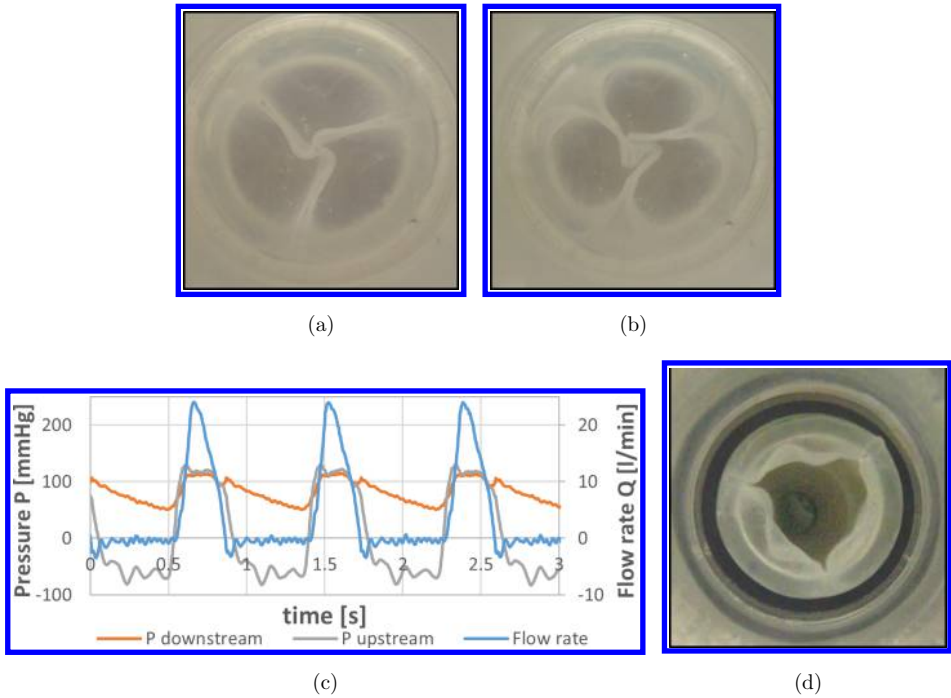 (a)
(b)
Pressure P [mmHg]
200
100
0
-100
20
10
0
-10
Flow rate Q [l/min]
0
0.5
1
1.5
2
2.5
3
time [s]
P downstream
P upstream
Flow rate
(c)
(d)